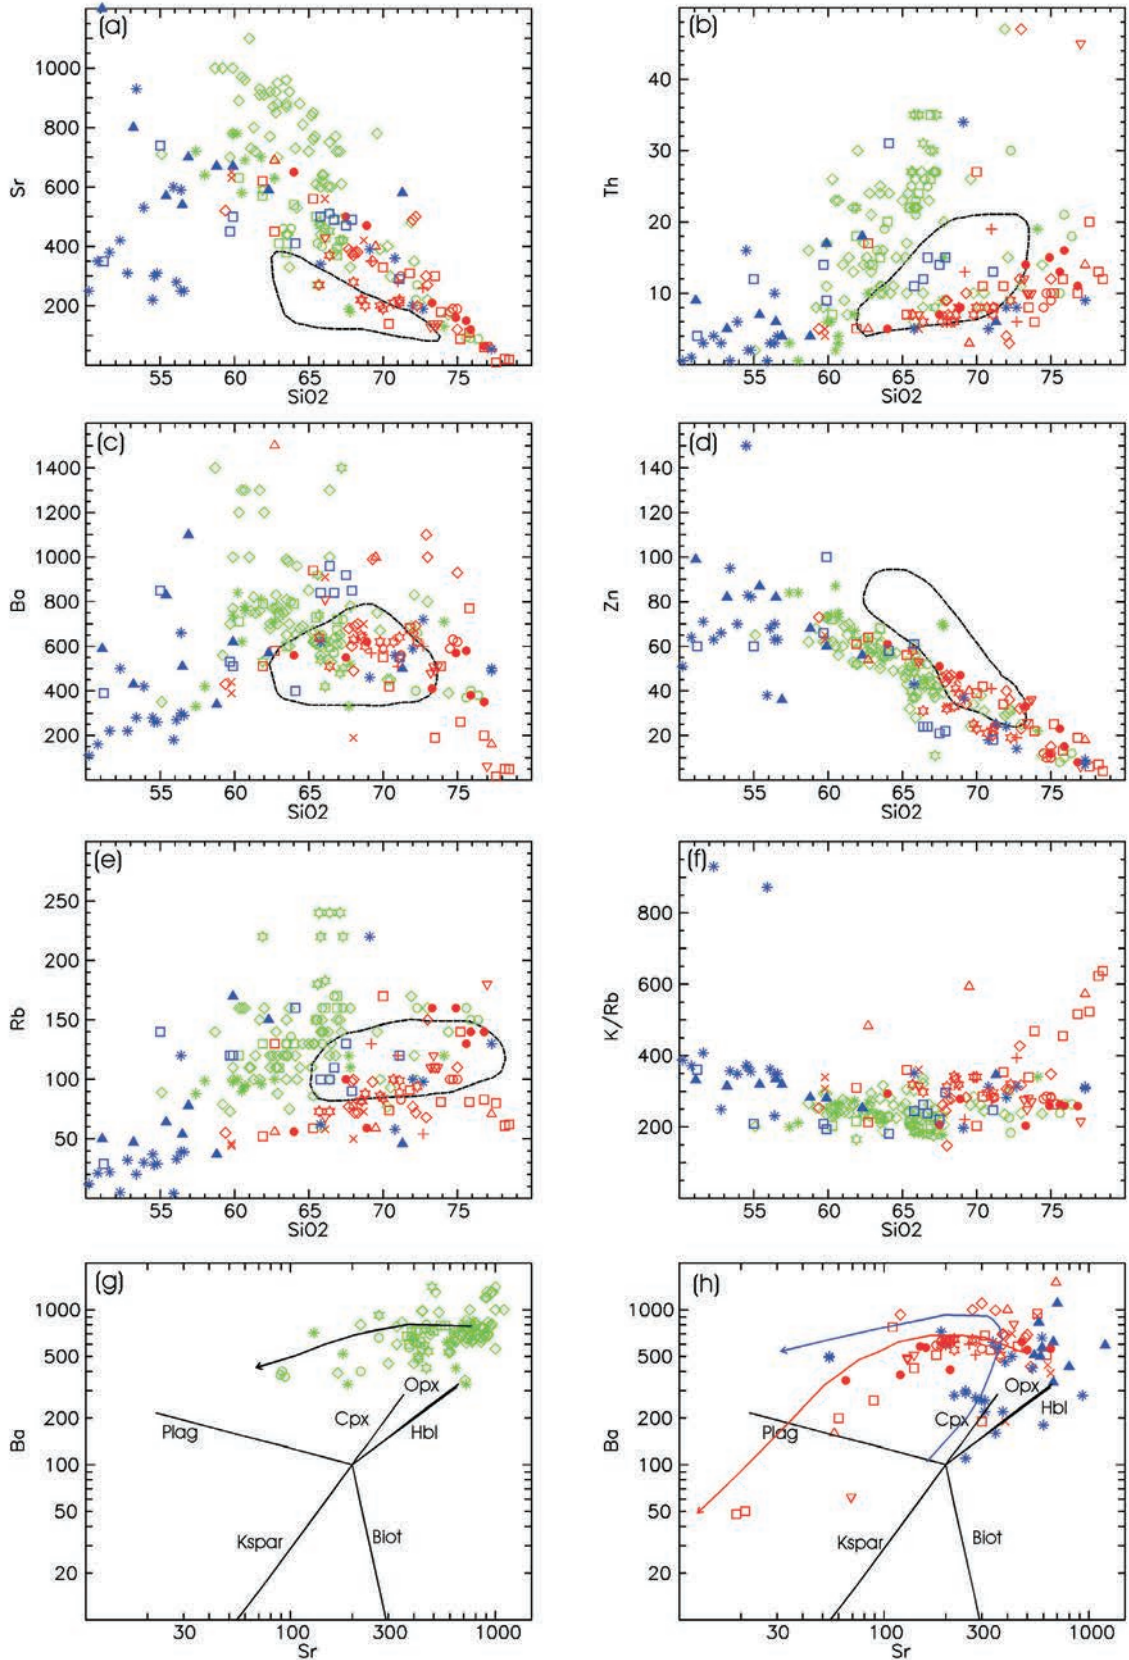 (a)
1000
800
600
400
200
Sr
55 60 65 70 75
SiO2
(b)
40
30
20
10
Th
55 60 65 70 75
SiO2
(c)
1400
1200
1000
800
600
400
200
Ba
55 60 65 70 75
SiO2
(d)
140
120
100
80
60
40
20
Zn
55 60 65 70 75
SiO2
(e)
250
200
150
100
50
Rb
55 60 65 70 75
SiO2
(f)
800
600
400
200
K/Rb
55 60 65 70 75
SiO2
(g)
1000
500
200
100
50
20
Ba
Opx
Cpx
Hbl
Plag
Kspar
Biot
30 100 300 1000
Sr
(h)
1000
500
200
100
50
20
Ba
Opx
Cpx
Hbl
Plag
Kspar
Biot
30 100 300 1000
Sr